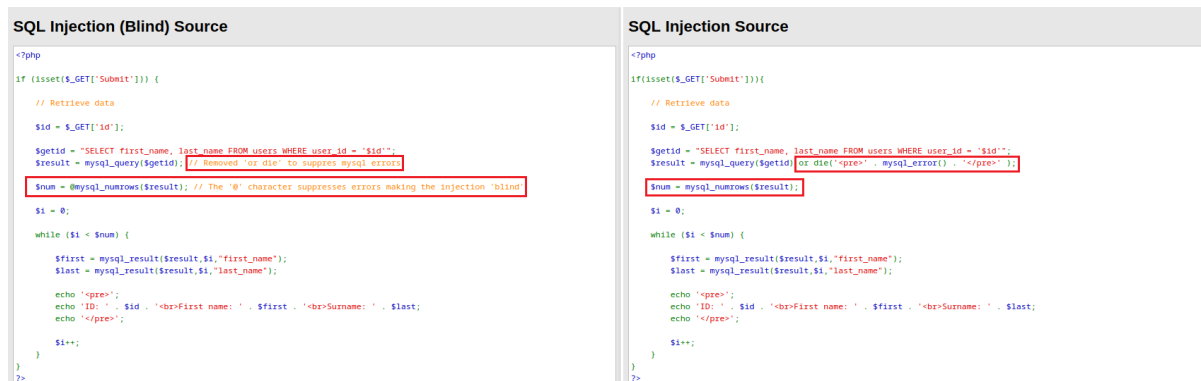 SQL Injection (Blind) Source
<?php
if (isset($_GET['Submit'])) {
// Retrieve data
$id = $_GET['id'];
$getid = "SELECT first_name, last_name FROM users WHERE user_id = '$id'";
$result = mysql_query($getid); // Removed 'or die' to suppres mysql errors
$num = @mysql_numrows($result); // The '@' character suppresses errors making the injection 'blind'
$i = 0;
while ($i < $num) {
$first = mysql_result($result,$i,"first_name");
$last = mysql_result($result,$i,"last_name");
echo '<pre>';
echo 'ID: ' . $id . '<br>First name: ' . $first . '<br>Surname: ' . $last;
echo '</pre>';
$i++;
}
}
?>
SQL Injection Source
<?php
if(isset($_GET['Submit'])){
// Retrieve data
$id = $_GET['id'];
$getid = "SELECT first_name, last_name FROM users WHERE user_id = '$id'";
$result = mysql_query($getid) or die('<pre>' . mysql_error() . '</pre>' );
$num = mysql_numrows($result);
$i = 0;
while ($i < $num) {
$first = mysql_result($result,$i,"first_name");
$last = mysql_result($result,$i,"last_name");
echo '<pre>';
echo 'ID: ' . $id . '<br>First name: ' . $first . '<br>Surname: ' . $last;
echo '</pre>';
$i++;
}
}
?>